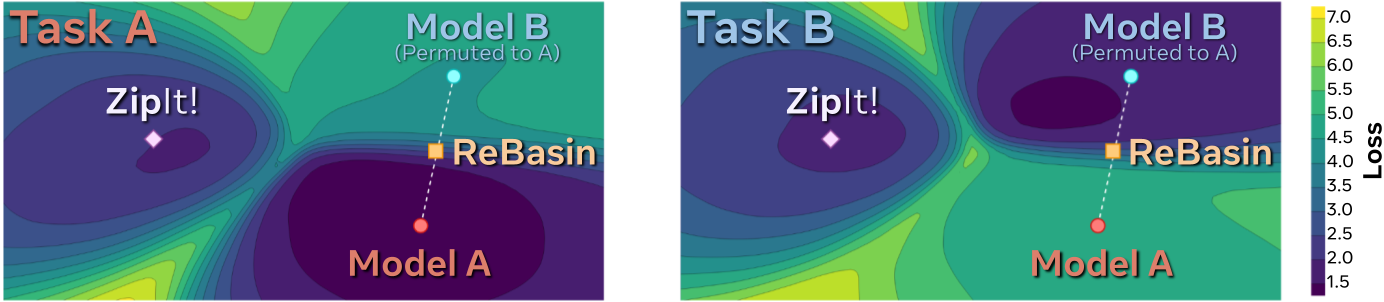 Task A
Model B
(Permuted to A)
ZipIt!
ReBasin
Model A
Task B
Model B
(Permuted to A)
ZipIt!
ReBasin
Model A
7.0
6.5
6.0
5.5
5.0
4.5
4.0
3.5
3.0
2.5
2.0
1.5
Loss